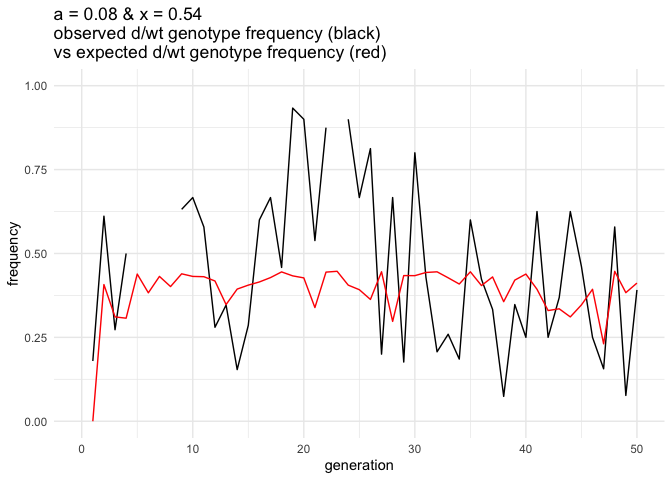 a = 0.08 & x = 0.54
observed d/wt genotype frequency (black)
vs expected d/wt genotype frequency (red)
1.00
0.75
0.50
0.25
0.00
frequency
0 10 20 30 40 50
generation